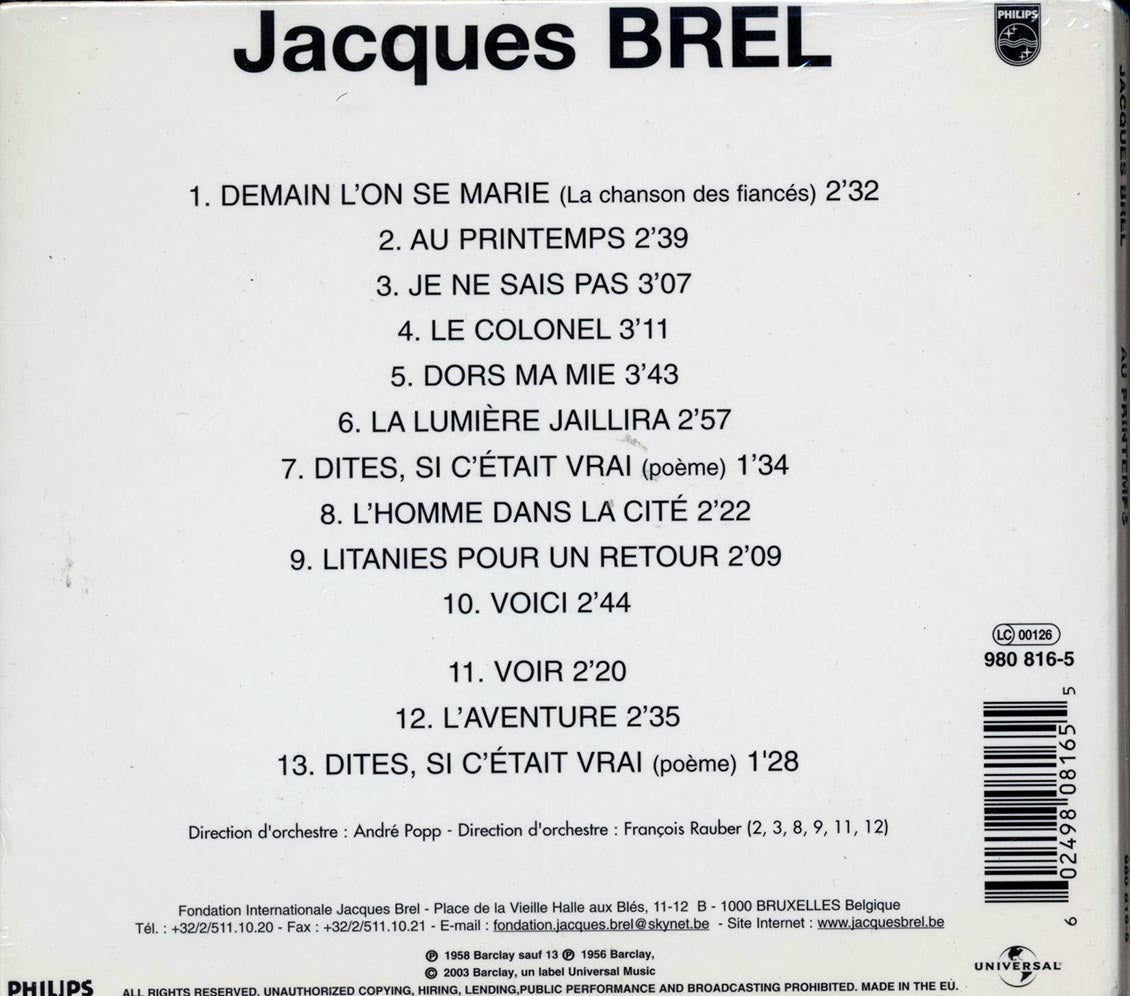 Jacques BREL
PHILIPS
1. DEMAIN L'ON SE MARIE (La chanson des fiancés) 2'32
2. AU PRINTEMPS 2'39
3. JE NE SAIS PAS 3'07
4. LE COLONEL 3'11
5. DORS MA MIE 3'43
6. LA LUMIÈRE JAILLIRA 2'57
7. DITES, SI C'ÉTAIT VRAI (poème) 1'34
8. L'HOMME DANS LA CITÉ 2'22
9. LITANIES POUR UN RETOUR 2'09
10. VOICI 2'44
11. VOIR 2'20
12. L'AVENTURE 2'35
13. DITES, SI C'ÉTAIT VRAI (poème) 1'28
Direction d'orchestre : André Popp - Direction d'orchestre : François Rauber (2, 3, 8, 9, 11, 12)
Fondation Internationale Jacques Brel - Place de la Vieille Halle aux Blés, 11-12 B - 1000 BRUXELLES Belgique
Tél. : +32/2/511.10.20 - Fax : +32/2/511.10.21 - E-mail : fondation.jacques.brel@skynet.be - Site Internet : www.jacquesbrel.be
℗ 1958 Barclay sauf 13 ℗ 1956 Barclay,
© 2003 Barclay, un label Universal Music
PHILIPS
ALL RIGHTS RESERVED. UNAUTHORIZED COPYING, HIRING, LENDING,PUBLIC PERFORMANCE AND BROADCASTING PROHIBITED. MADE IN THE EU.
LC 00126
980 816-5
6 02498 08165 5
UNIVERSAL
JACQUES BREL
AU PRINTEMPS